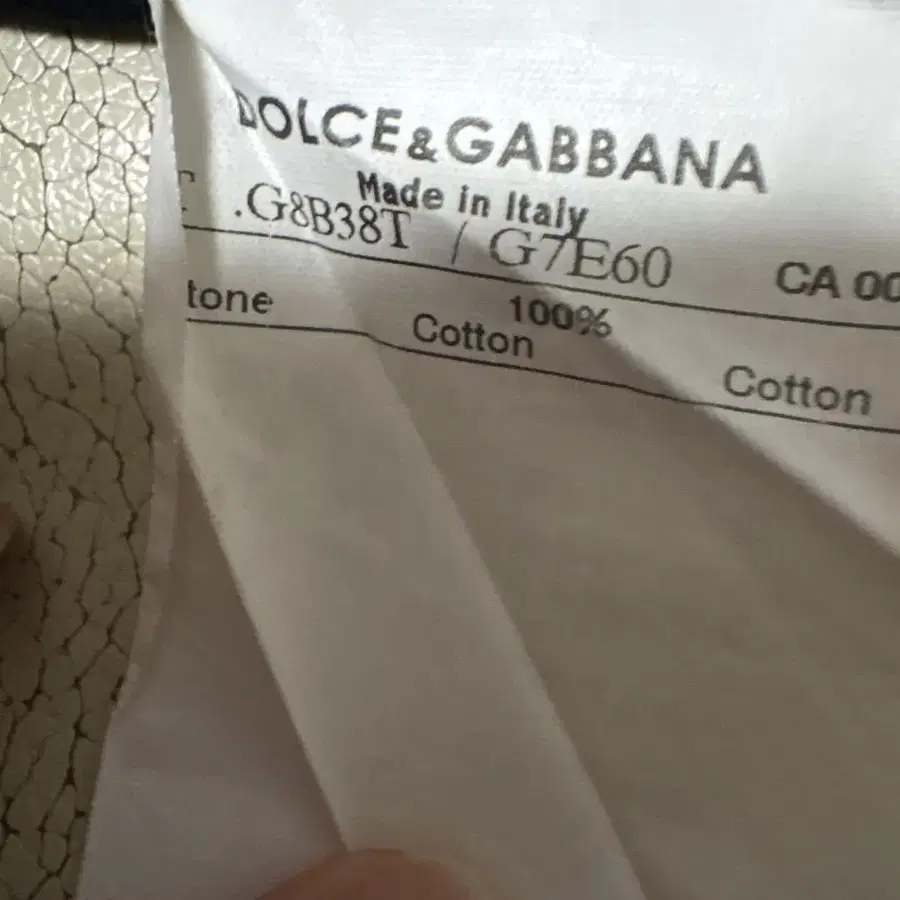 DOLCE&GABBANA
Made in Italy
.G8B38T / G7E60 CA 00
100%
tone Cotton Cotton